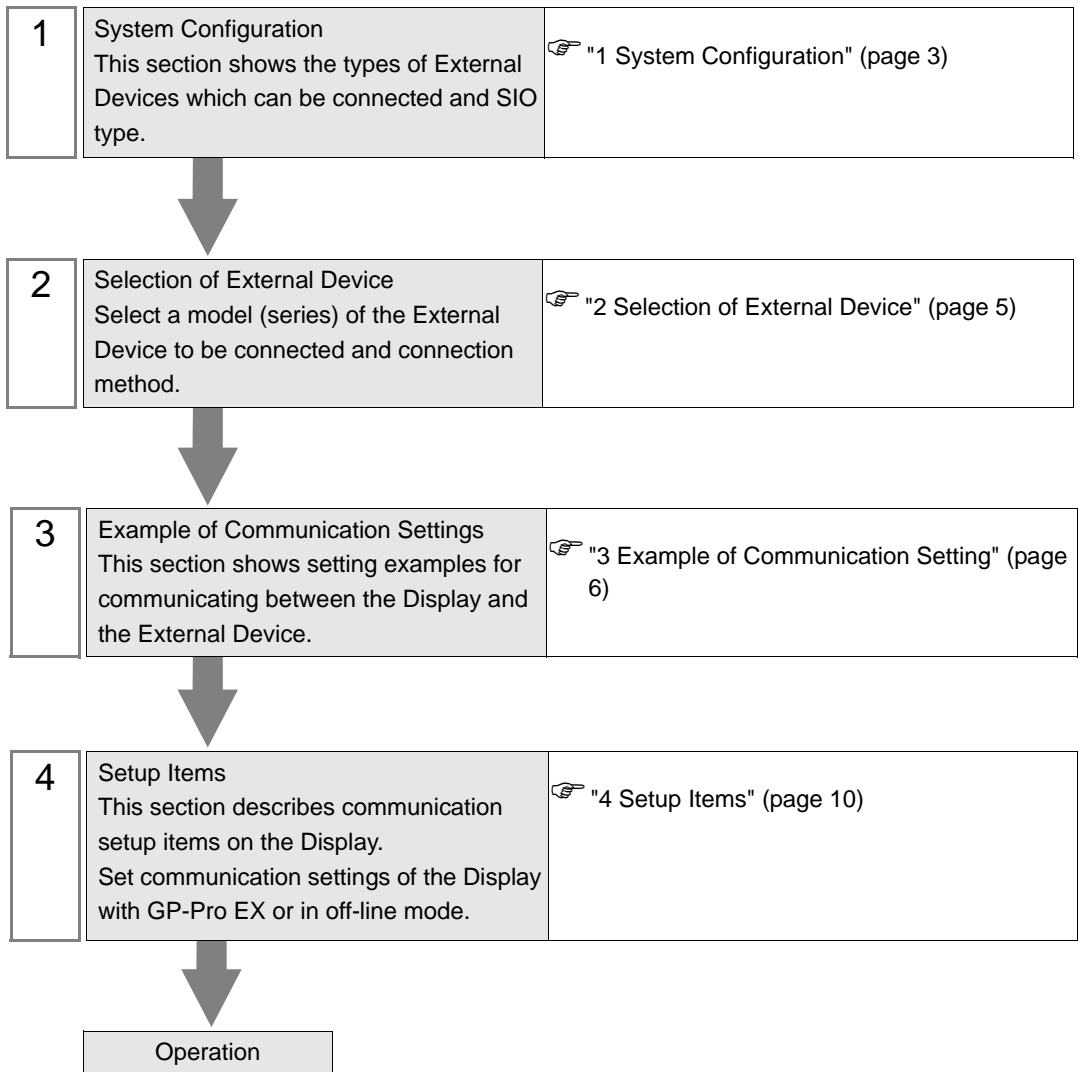 1
System Configuration
This section shows the types of External
Devices which can be connected and SIO
type.
"1 System Configuration" (page 3)
2
Selection of External Device
Select a model (series) of the External
Device to be connected and connection
method.
"2 Selection of External Device" (page 5)
3
Example of Communication Settings
This section shows setting examples for
communicating between the Display and
the External Device.
"3 Example of Communication Setting" (page
6)
4
Setup Items
This section describes communication
setup items on the Display.
Set communication settings of the Display
with GP-Pro EX or in off-line mode.
"4 Setup Items" (page 10)
Operation